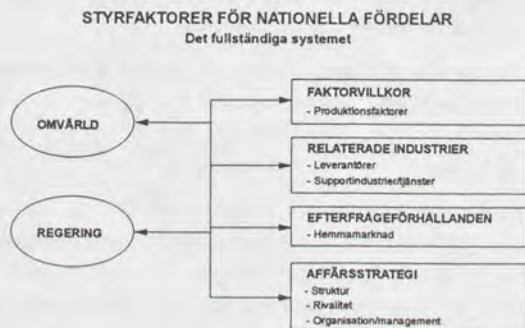 STYRFAKTORER FÖR NATIONELLA FÖRDELAR
Det fullständiga systemet
OMVÄRLD
REGERING
FAKTORVILLKOR
- Produktionsfaktorer
RELATERADE INDUSTRIER
- Leverantörer
- Supportindustrier/tjänster
EFTERFRÅGEFÖRHÅLLANDEN
- Hemmamarknad
AFFÄRSSTRATEGI
- Struktur
- Rivalitet
- Organisation/management